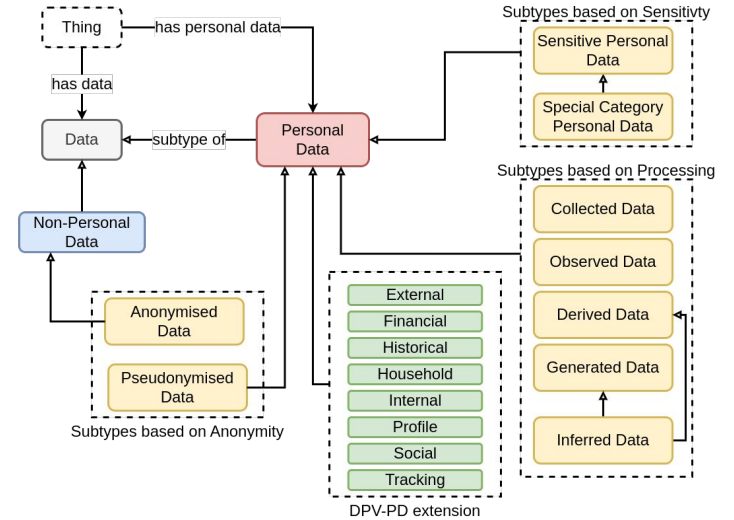 Thing
has personal data
has data
Data
subtype of
Personal
Data
Non-Personal
Data
Anonymised
Data
Pseudonymised
Data
Subtypes based on Anonymity
External
Financial
Historical
Household
Internal
Profile
Social
Tracking
DPV-PD extension
Subtypes based on Sensitivty
Sensitive Personal
Data
Special Category
Personal Data
Subtypes based on Processing
Collected Data
Observed Data
Derived Data
Generated Data
Inferred Data